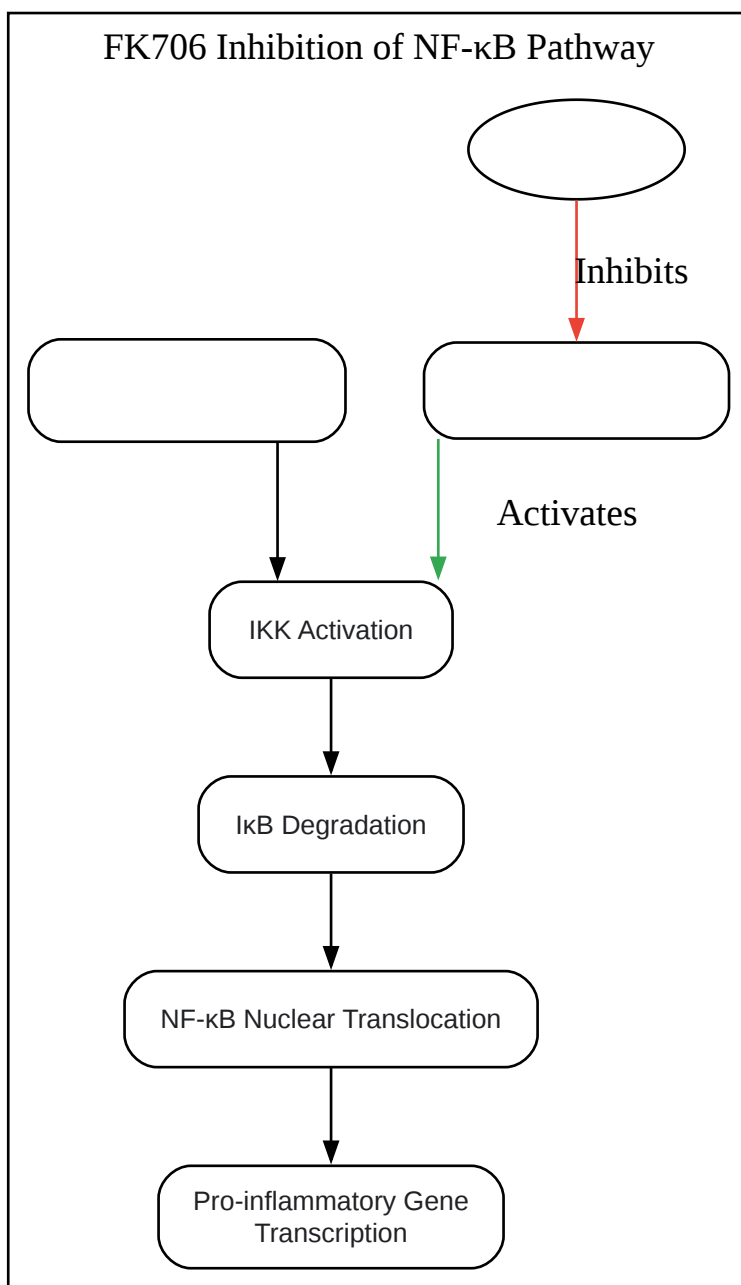 FK706 Inhibition of NF-κB Pathway
Inhibits
Activates
IKK Activation
IκB Degradation
NF-κB Nuclear Translocation
Pro-inflammatory Gene
Transcription